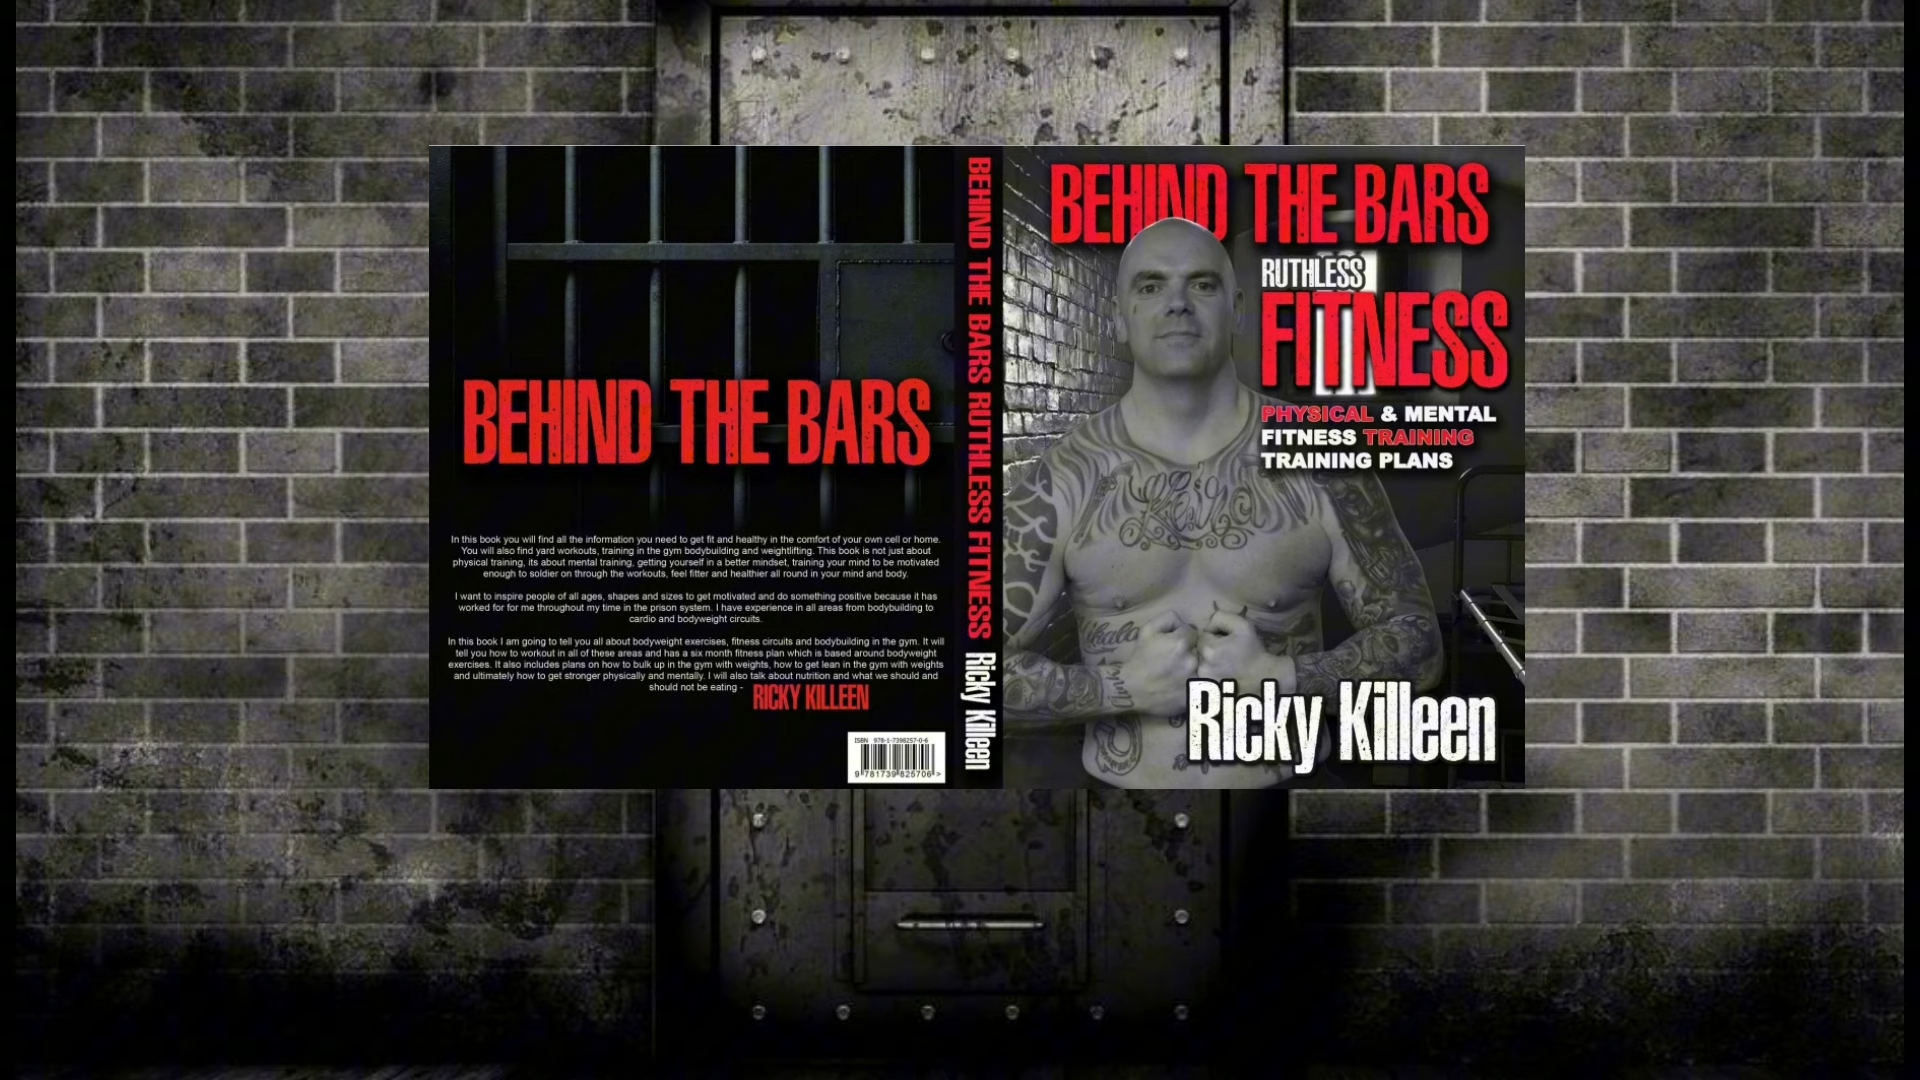 BEHIND THE BARS
In this book you will find all the information you need to get fit and healthy in the comfort of your own cell or home.
You will also find yard workouts, training in the gym bodybuilding and weightlifting. This book is not just about
physical training, its about mental training, getting yourself in a better mindset, training your mind to be motivated
enough to soldier on through the workouts, feel fitter and healthier all round in your mind and body.
I want to inspire people of all ages, shapes and sizes to get motivated and do something positive because it has
worked for for me throughout my time in the prison system. I have experience in all areas from bodybuilding to
cardio and bodyweight circuits.
In this book I am going to tell you all about bodyweight exercises, fitness circuits and bodybuilding in the gym. It will
tell you how to workout in all of these areas and has a six month fitness plan which is based around bodyweight
exercises. It also includes plans on how to bulk up in the gym with weights, how to get lean in the gym with weights
and ultimately how to get stronger physically and mentally. I will also talk about nutrition and what we should and
should not be eating - RICKY KILLEEN
ISBN 978-1-7398257-0-6
9 781739 825706 >
BEHIND THE BARS RUTHLESS FITNESS Ricky Killeen
BEHIND THE BARS
RUTHLESS
FITNESS
PHYSICAL & MENTAL
FITNESS TRAINING
TRAINING PLANS
Ricky Killeen